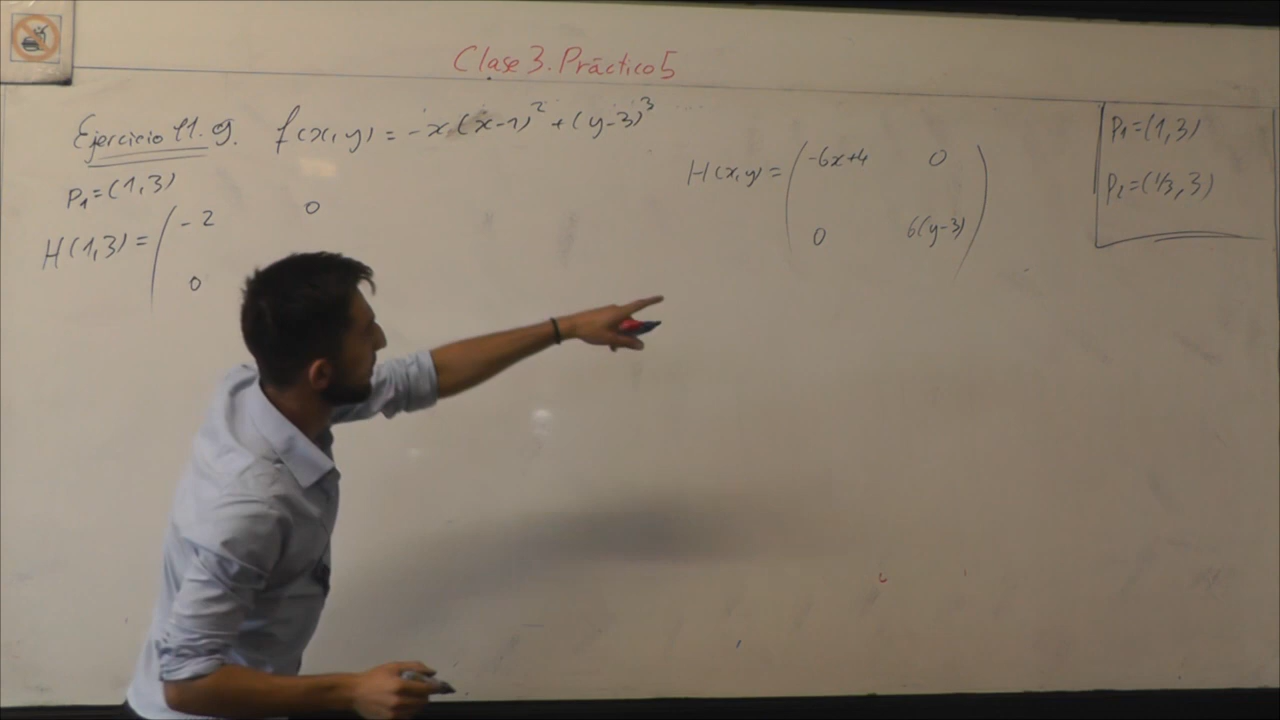 Clase 3. Práctico 5
Ejercicio 11. g. f(x,y) = -x(x-1)² + (y-3)³
P₁=(1,3)
H(1,3) = ( -2 0
0
H(x,y) = ( -6x+4 0
0 6(y-3) )
P₁=(1,3)
P₂=(1/3,3)